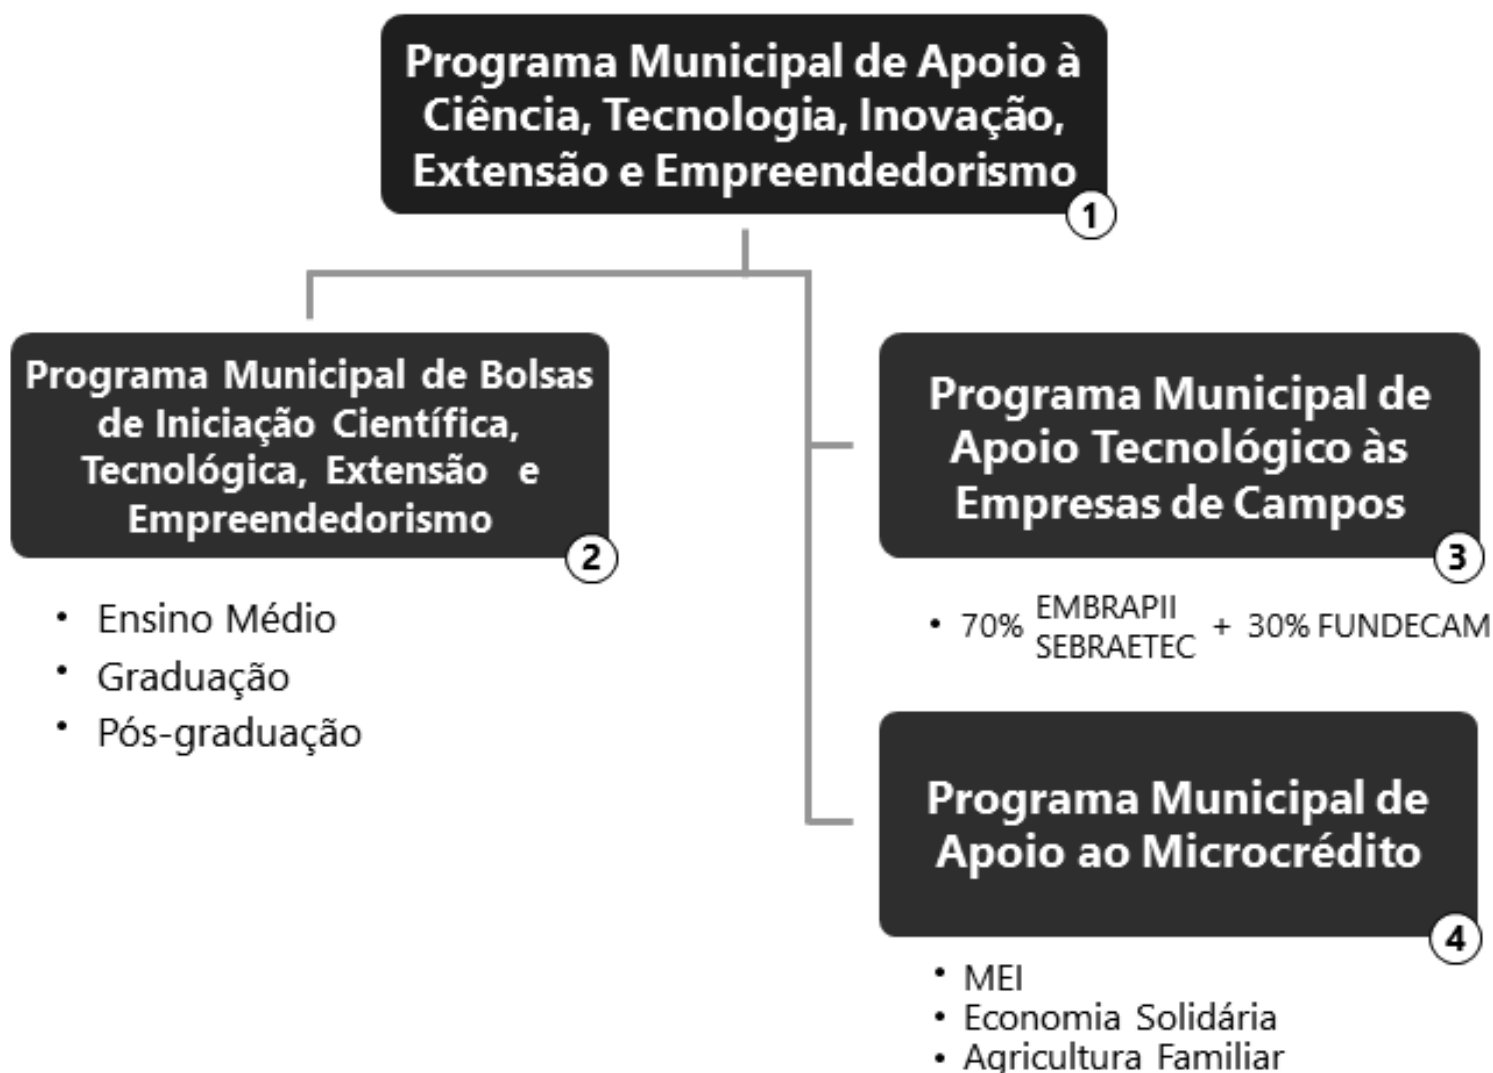 Programa Municipal de Apoio à
Ciência, Tecnologia, Inovação,
Extensão e Empreendedorismo
1
Programa Municipal de Bolsas
de Iniciação Científica,
Tecnológica, Extensão e
Empreendedorismo
2
• Ensino Médio
• Graduação
• Pós-graduação
Programa Municipal de
Apoio Tecnológico às
Empresas de Campos
3
• 70% EMBRAPII
SEBRAETEC + 30% FUNDECAM
Programa Municipal de
Apoio ao Microcrédito
4
• MEI
• Economia Solidária
• Agricultura Familiar